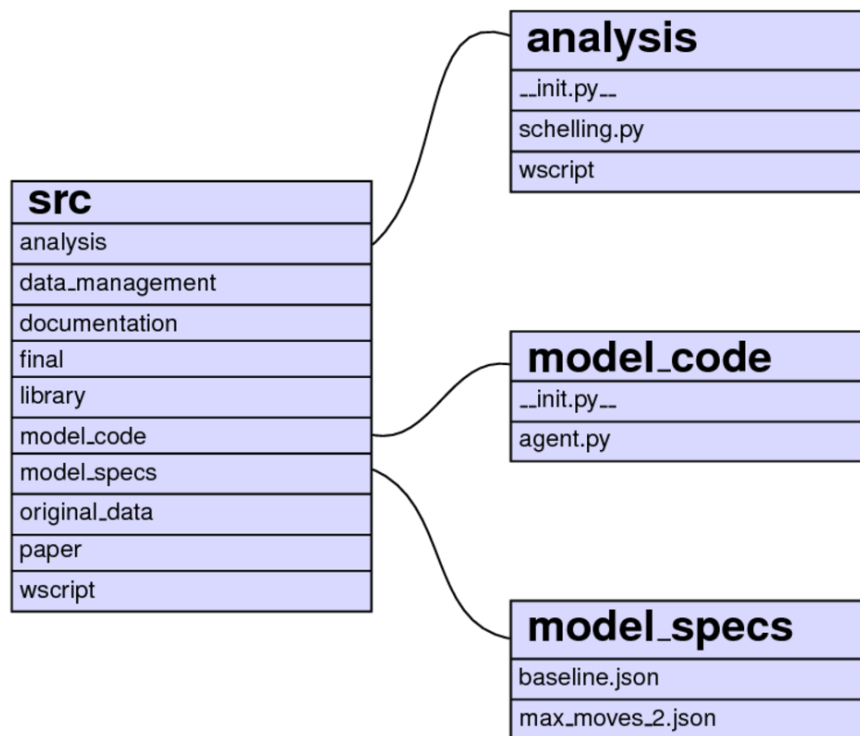 src
analysis
data_management
documentation
final
library
model_code
model_specs
original_data
paper
wscript
analysis
__init.py__
schelling.py
wscript
model_code
__init.py__
agent.py
model_specs
baseline.json
max_moves_2.json